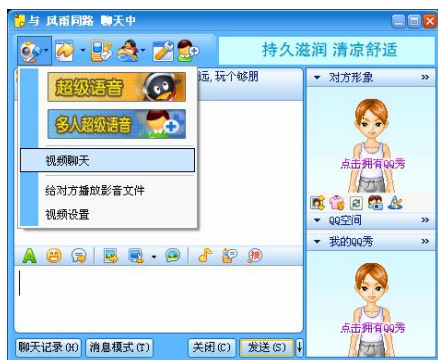 与 风雨同路 聊天中
持久滋润 清凉舒适
超级语音
远,玩个够朋
对方形象 »
多人超级语音
视频聊天
点击拥有QQ秀
给对方播放影音文件
视频设置
QQ空间 »
我的QQ秀 »
点击拥有QQ秀
聊天记录(H) 消息模式(T) 关闭(C) 发送(S)